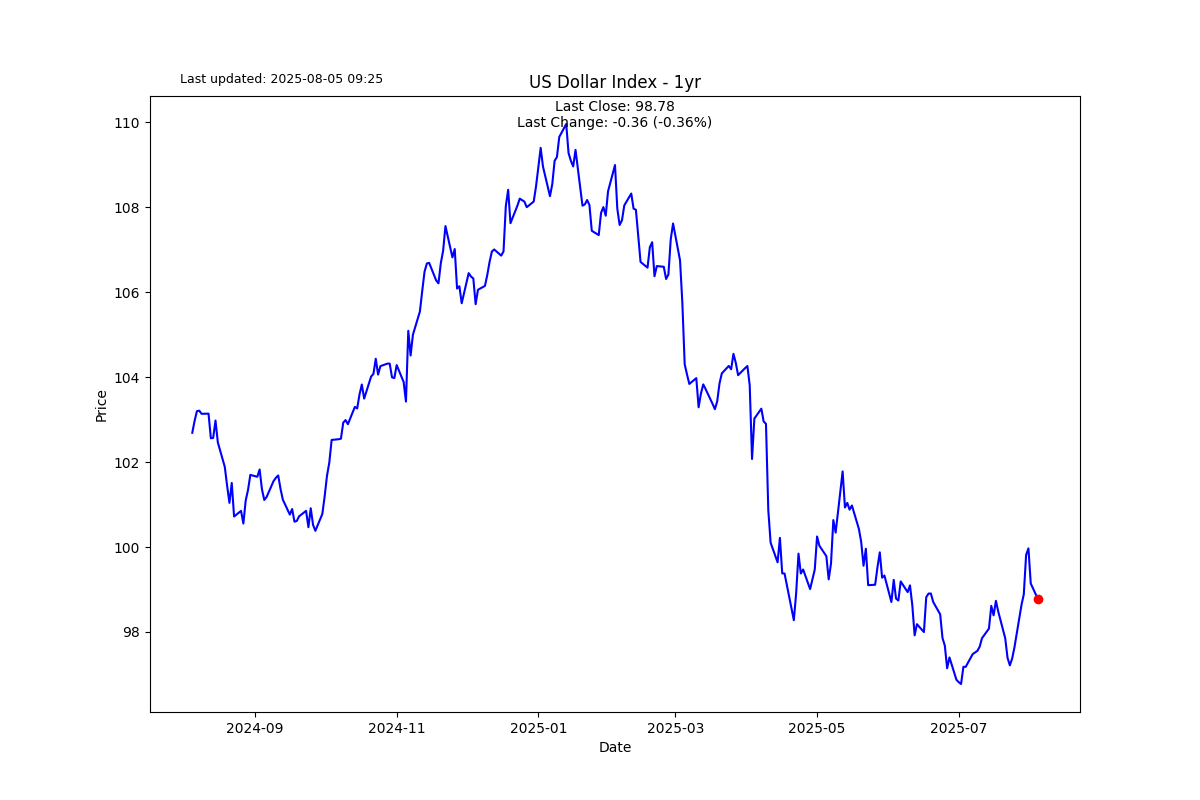 Last updated: 2025-08-05 09:25
US Dollar Index - 1yr
Last Close: 98.78
Last Change: -0.36 (-0.36%)
Price
110
108
106
104
102
100
98
2024-09
2024-11
2025-01
2025-03
2025-05
2025-07
Date